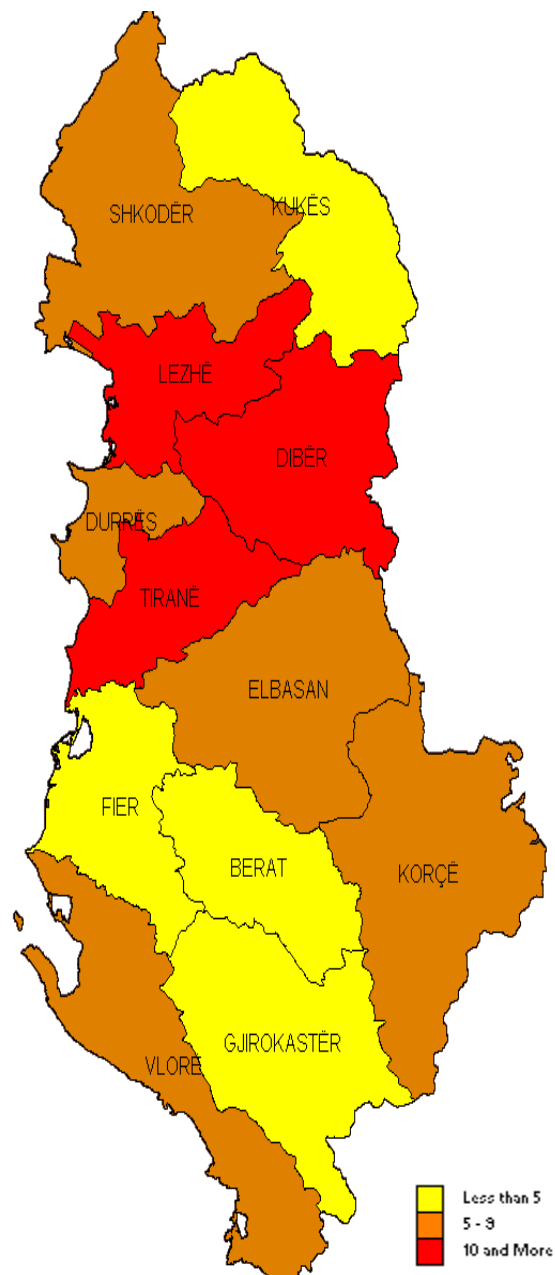 KUKËS
SHKODËR
LEZHË
DIBËR
DURRËS
TIRANË
ELBASAN
FIER
BERAT
KORÇË
GJIROKASTËR
VLORË
Less than 5
5 - 9
10 and More